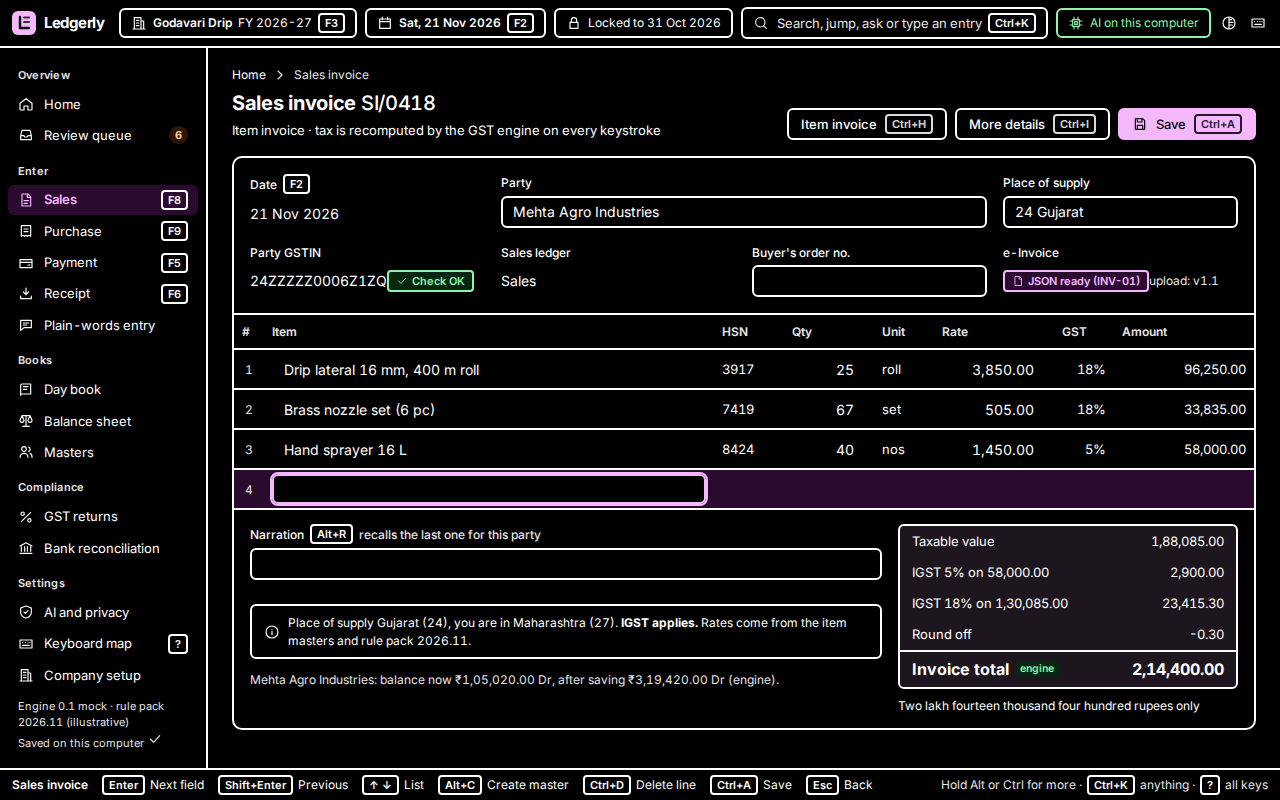 Ledgerly
Godavari Drip FY 2026-27 F3
Sat, 21 Nov 2026 F2
Locked to 31 Oct 2026
Search, jump, ask or type an entry Ctrl+K
AI on this computer
Overview
Home
Review queue 6
Enter
Sales F8
Purchase F9
Payment F5
Receipt F6
Plain-words entry
Books
Day book
Balance sheet
Masters
Compliance
GST returns
Bank reconciliation
Settings
AI and privacy
Keyboard map ?
Company setup
Engine 0.1 mock · rule pack
2026.11 (illustrative)
Saved on this computer
Home > Sales invoice
Sales invoice SI/0418
Item invoice · tax is recomputed by the GST engine on every keystroke
Item invoice Ctrl+H
More details Ctrl+I
Save Ctrl+A
Date F2
21 Nov 2026
Party
Mehta Agro Industries
Place of supply
24 Gujarat
Party GSTIN
24ZZZZZ0006Z1ZQ Check OK
Sales ledger
Sales
Buyer's order no.
e-Invoice
JSON ready (INV-01) upload: v1.1
# Item HSN Qty Unit Rate GST Amount
1 Drip lateral 16 mm, 400 m roll 3917 25 roll 3,850.00 18% 96,250.00
2 Brass nozzle set (6 pc) 7419 67 set 505.00 18% 33,835.00
3 Hand sprayer 16 L 8424 40 nos 1,450.00 5% 58,000.00
4
Narration Alt+R recalls the last one for this party
Place of supply Gujarat (24), you are in Maharashtra (27). IGST applies. Rates come from the item
masters and rule pack 2026.11.
Mehta Agro Industries: balance now ₹1,05,020.00 Dr, after saving ₹3,19,420.00 Dr (engine).
Taxable value 1,88,085.00
IGST 5% on 58,000.00 2,900.00
IGST 18% on 1,30,085.00 23,415.30
Round off -0.30
Invoice total engine 2,14,400.00
Two lakh fourteen thousand four hundred rupees only
Sales invoice Enter Next field Shift+Enter Previous ↑ ↓ List Alt+C Create master Ctrl+D Delete line Ctrl+A Save Esc Back
Hold Alt or Ctrl for more · Ctrl+K anything · ? all keys